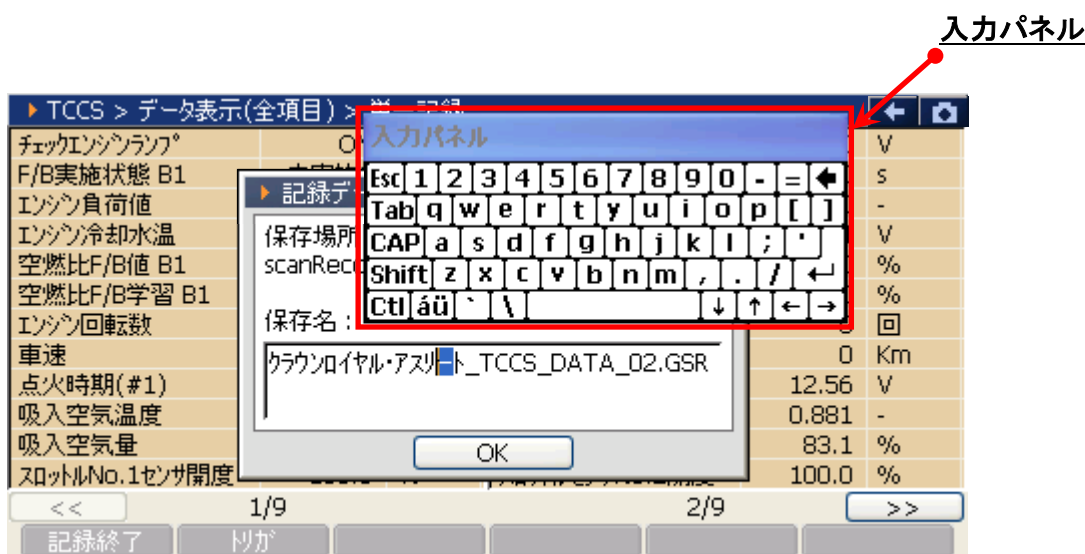 入力パネル
TCCS > データ表示(全項目) >
ﾁｪｯｸｴﾝｼﾞﾝﾗﾝﾌﾟ V
F/B実施状態 B1 s
ｴﾝｼﾞﾝ負荷値 -
ｴﾝｼﾞﾝ冷却水温 V
空燃比F/B値 B1 %
空燃比F/B学習 B1 %
ｴﾝｼﾞﾝ回転数 0 回
車速 0 Km
点火時期(#1) 12.56 V
吸入空気温度 0.881 -
吸入空気量 83.1 %
ｽﾛｯﾄﾙNo.1ｾﾝｻ開度 100.0 %
入力パネル
Esc 1 2 3 4 5 6 7 8 9 0 - =
Tab q w e r t y u i o p [ ]
CAP a s d f g h j k l ; '
Shift z x c v b n m , . / ↵
Ctl áü ` \ ↓ ↑ ← →
記録デ
保存場所
scanReco
保存名 :
ｸﾗｳﾝﾛｲﾔﾙ･ｱｽﾘｰﾄ_TCCS_DATA_02.GSR
OK
<< 1/9 2/9 >>
記録終了 ﾄﾘｶﾞ